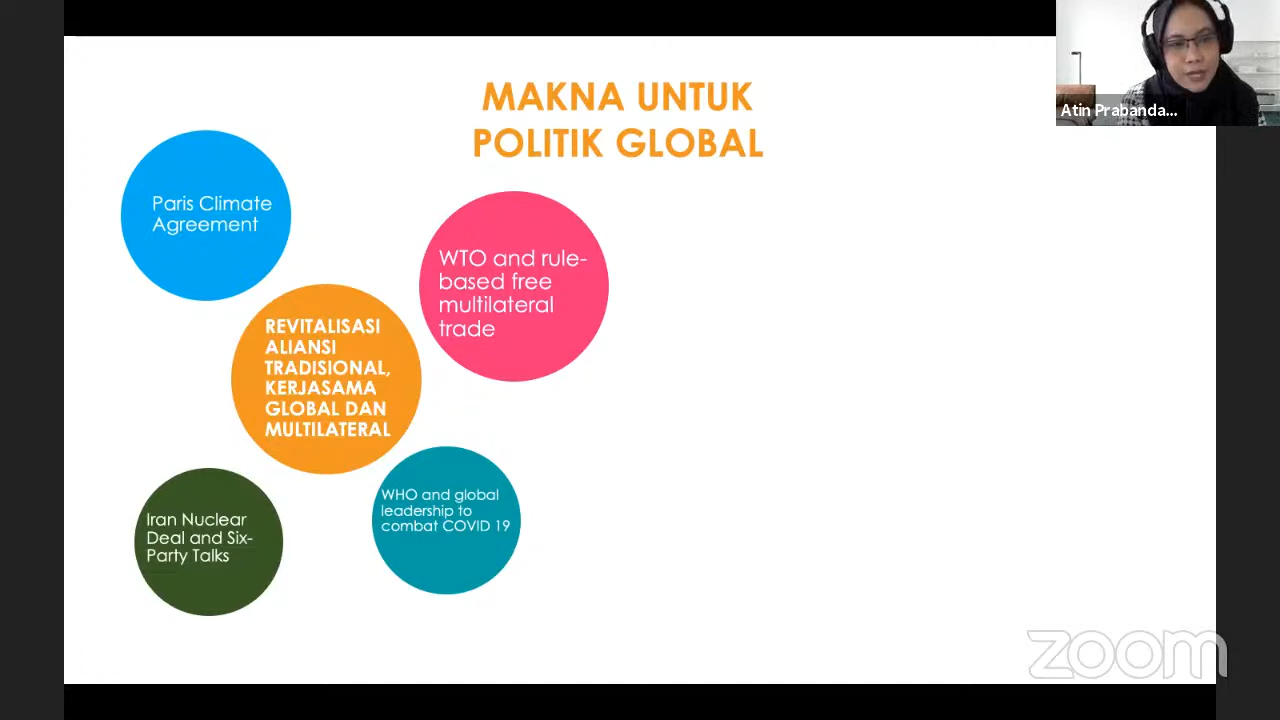 MAKNA UNTUK
POLITIK GLOBAL
Atin Prabanda...
Paris Climate
Agreement
WTO and rule-
based free
multilateral
trade
REVITALISASI
ALIANSI
TRADISIONAL,
KERJASAMA
GLOBAL DAN
MULTILATERAL
WHO and global
leadership to
combat COVID 19
Iran Nuclear
Deal and Six-
Party Talks
zoom